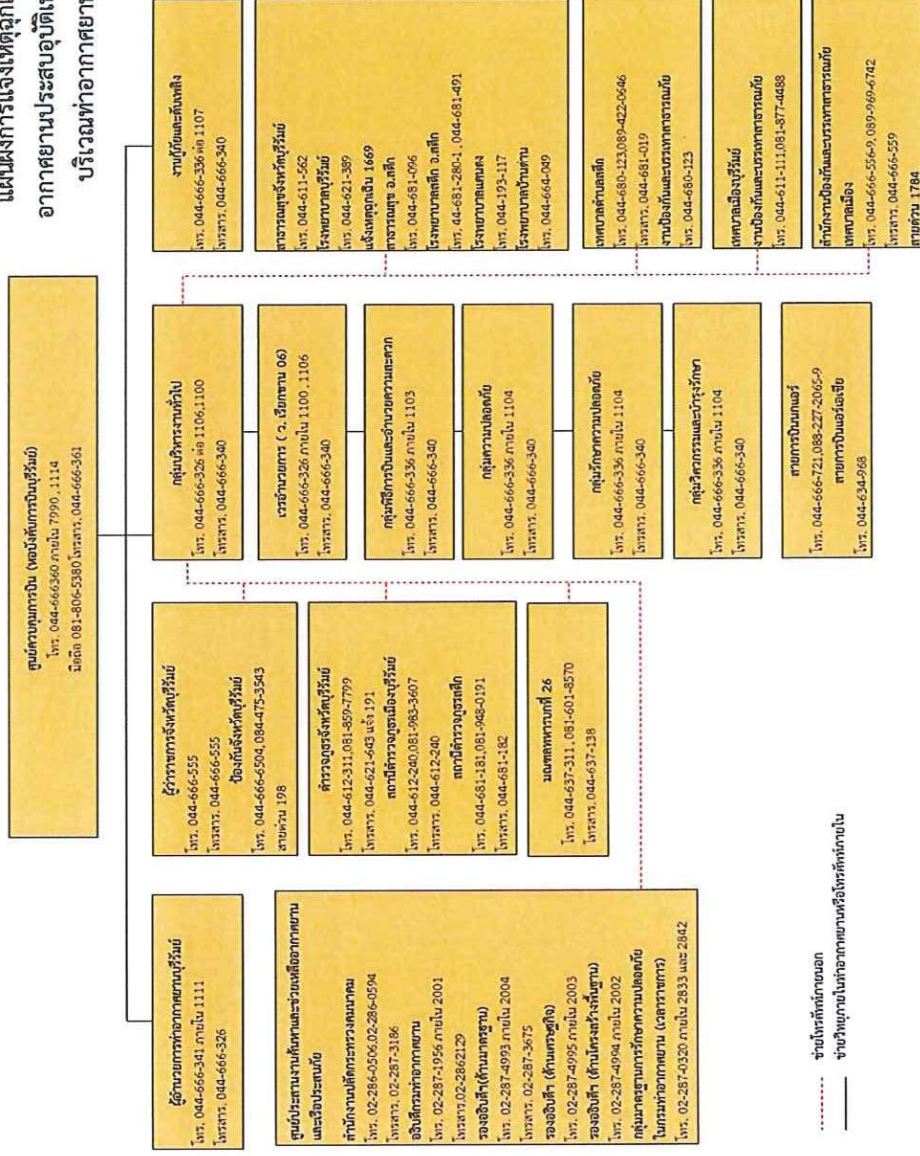 แผนผังการแจ้งเหตุฉุกเ
อากาศยานประสบอุบัติเห
บริเวณท่าอากาศยาน
ศูนย์ควบคุมการบิน (หอบังคับการบินบุรีรัมย์)
โทร. 044-666360 ภายใน 7990 , 1114
มือถือ 081-806-5380 โทรสาร. 044-666-361
ผู้อำนวยการท่าอากาศยานบุรีรัมย์
โทร. 044-666-341 ภายใน 1111
โทรสาร. 044-666-326
ศูนย์ประสานงานค้นหาและช่วยเหลืออากาศยาน
และเรือประสบภัย
สำนักงานปลัดกระทรวงคมนาคม
โทร. 02-286-0506,02-286-0594
โทรสาร. 02-287-3186
อธิบดีกรมท่าอากาศยาน
โทร. 02-287-1956 ภายใน 2001
โทรสาร.02-2862129
รองอธิบดีฯ(ด้านมาตรฐาน)
โทร. 02-287-4993 ภายใน 2004
โทรสาร. 02-287-3675
รองอธิบดีฯ (ด้านเศรษฐกิจ)
โทร. 02-287-4995 ภายใน 2003
รองอธิบดีฯ (ด้านโครงสร้างพื้นฐาน)
โทร. 02-287-4994 ภายใน 2002
กลุ่มมาตรฐานการรักษาความปลอดภัย
ในกรมท่าอากาศยาน (เวลาราชการ)
โทร. 02-287-0320 ภายใน 2833 และ 2842
ผู้ว่าราชการจังหวัดบุรีรัมย์
โทร. 044-666-555
โทรสาร. 044-666-555
ป้องกันจังหวัดบุรีรัมย์
โทร. 044-666-6504, 084-475-3543
สายด่วน 198
ตำรวจภูธรจังหวัดบุรีรัมย์
โทร. 044-612-311,081-859-7799
โทรสาร. 044-621-643 แจ้ง 191
สถานีตำรวจภูธรเมืองบุรีรัมย์
โทร. 044-612-240,081-983-3607
โทรสาร. 044-612-240
สถานีตำรวจภูธรสตึก
โทร. 044-681-181,081-948-0191
โทรสาร. 044-681-182
มณฑลทหารบกที่ 26
โทร. 044-637-311, 081-601-8570
โทรสาร. 044-637-138
กลุ่มบริหารงานทั่วไป
โทร. 044-666-326 ต่อ 1106,1100
โทรสาร. 044-666-340
เวรอำนวยการ ( ว. เรียกขาน 06)
โทร. 044-666-326 ภายใน 1100 , 1106
โทรสาร. 044-666-340
กลุ่มพิธีการบินและอำนวยความสะดวก
โทร. 044-666-336 ภายใน 1103
โทรสาร. 044-666-340
กลุ่มความปลอดภัย
โทร. 044-666-336 ภายใน 1104
โทรสาร. 044-666-340
กลุ่มรักษาความปลอดภัย
โทร. 044-666-336 ภายใน 1104
โทรสาร. 044-666-340
กลุ่มวิศวกรรมและบำรุงรักษา
โทร. 044-666-336 ภายใน 1104
โทรสาร. 044-666-340
สายการบินนกแอร์
โทร. 044-666-721,088-227-2065-9
สายการบินแอร์เอเชีย
โทร. 044-634-968
งานกู้ภัยและดับเพลิง
โทร. 044-666-336 ต่อ 1107
โทรสาร. 044-666-340
สาธารณสุขจังหวัดบุรีรัมย์
โทร. 044-611-562
โรงพยาบาลบุรีรัมย์
โทร. 044-621-389
แจ้งเหตุฉุกเฉิน 1669
สาธารณสุข อ.สตึก
โทร. 044-681-096
โรงพยาบาลสตึก อ.สตึก
โทร. 44-681-280-1 , 044-681-491
โรงพยาบาลแคนดง
โทร. 044-193-117
โรงพยาบาลบ้านด่าน
โทร. 044-664-049
เทศบาลตำบลสตึก
โทร. 044-680-123,089-422-0646
โทรสาร. 044-681-019
งานป้องกันและบรรเทาสาธารณภัย
โทร. 044-680-123
เทศบาลเมืองบุรีรัมย์
งานป้องกันและบรรเทาสาธารณภัย
โทร. 044-611-111,081-877-4488
สำนักงานป้องกันและบรรเทาสาธารณภัย
เทศบาลเมือง
โทร. 044-666-556-9,089-969-6742
โทรสาร. 044-666-559
สายด่วน 1784
ข่ายโทรศัพท์ภายนอก
ข่ายวิทยุภายในท่าอากาศยานหรือโทรศัพท์ภายใน